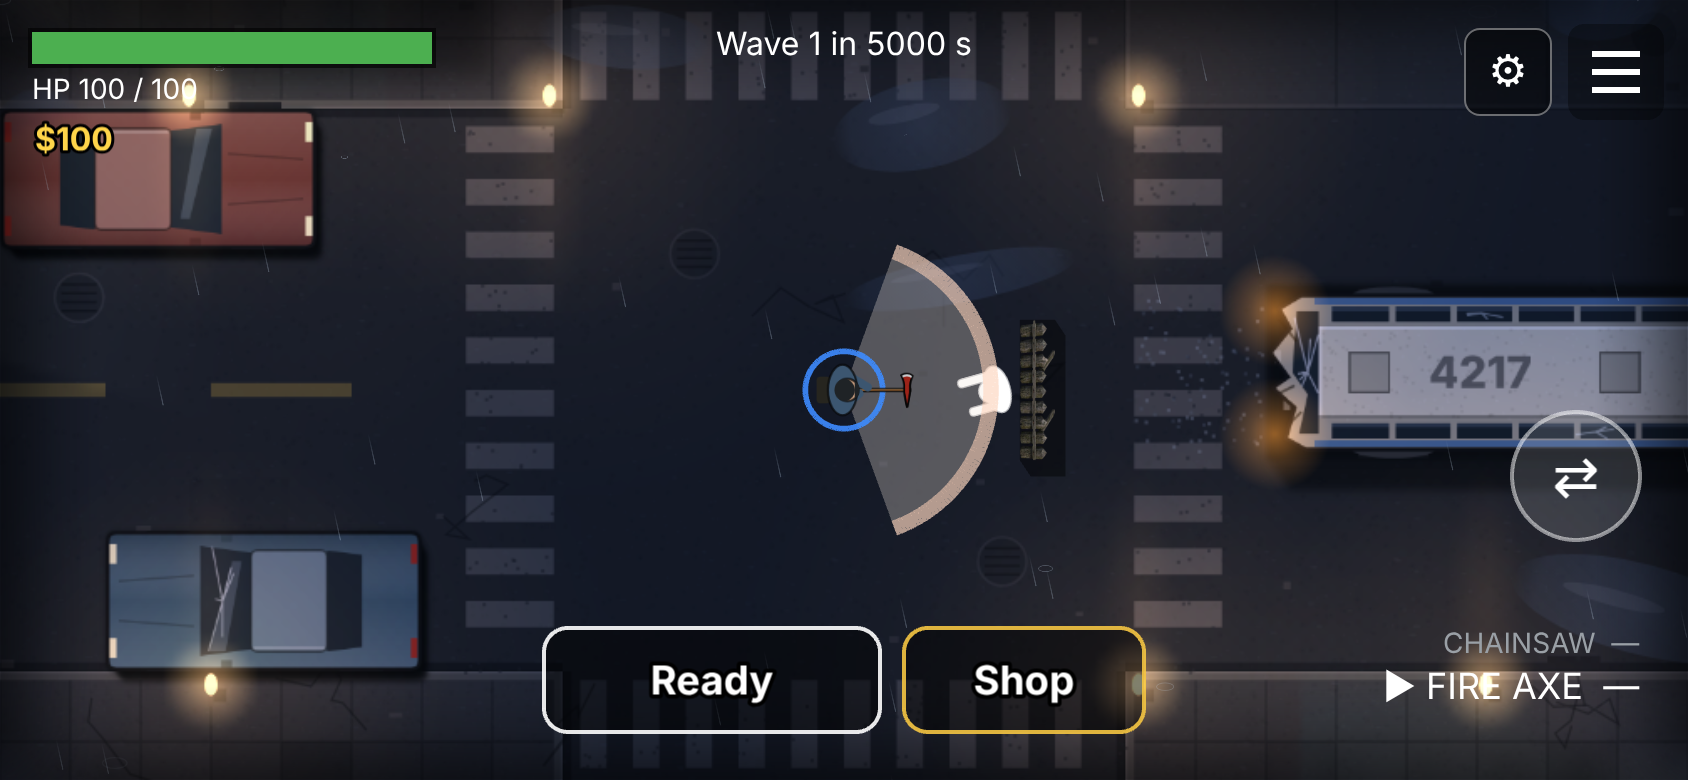 Wave 1 in 5000 s
HP 100 / 100
$100
4217
Ready
Shop
CHAINSAW —
▶ FIRE AXE —